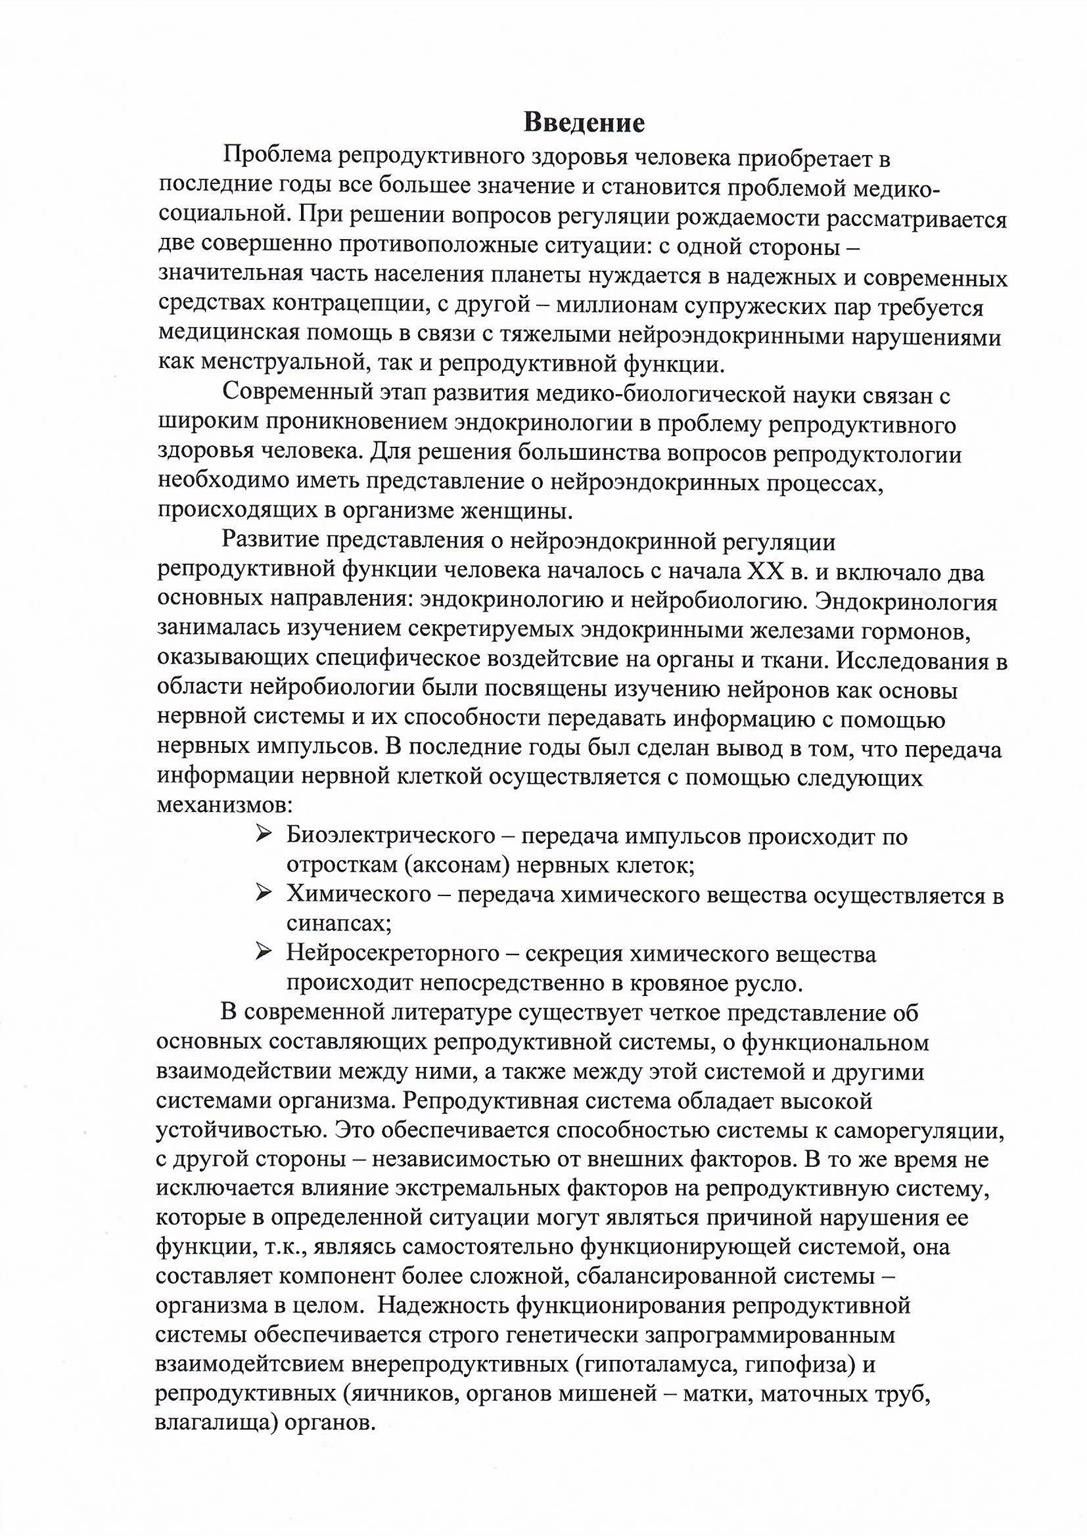 Введение
Проблема репродуктивного здоровья человека приобретает в
последние годы все большее значение и становится проблемой медико-
социальной. При решении вопросов регуляции рождаемости рассматривается
две совершенно противоположные ситуации: с одной стороны –
значительная часть населения планеты нуждается в надежных и современных
средствах контрацепции, с другой – миллионам супружеских пар требуется
медицинская помощь в связи с тяжелыми нейроэндокринными нарушениями
как менструальной, так и репродуктивной функции.
Современный этап развития медико-биологической науки связан с
широким проникновением эндокринологии в проблему репродуктивного
здоровья человека. Для решения большинства вопросов репродуктологии
необходимо иметь представление о нейроэндокринных процессах,
происходящих в организме женщины.
Развитие представления о нейроэндокринной регуляции
репродуктивной функции человека началось с начала XX в. и включало два
основных направления: эндокринологию и нейробиологию. Эндокринология
занималась изучением секретируемых эндокринными железами гормонов,
оказывающих специфическое воздейтсвие на органы и ткани. Исследования в
области нейробиологии были посвящены изучению нейронов как основы
нервной системы и их способности передавать информацию с помощью
нервных импульсов. В последние годы был сделан вывод в том, что передача
информации нервной клеткой осуществляется с помощью следующих
механизмов:
➢ Биоэлектрического – передача импульсов происходит по
отросткам (аксонам) нервных клеток;
➢ Химического – передача химического вещества осуществляется в
синапсах;
➢ Нейросекреторного – секреция химического вещества
происходит непосредственно в кровяное русло.
В современной литературе существует четкое представление об
основных составляющих репродуктивной системы, о функциональном
взаимодействии между ними, а также между этой системой и другими
системами организма. Репродуктивная система обладает высокой
устойчивостью. Это обеспечивается способностью системы к саморегуляции,
с другой стороны – независимостью от внешних факторов. В то же время не
исключается влияние экстремальных факторов на репродуктивную систему,
которые в определенной ситуации могут являться причиной нарушения ее
функции, т.к., являясь самостоятельно функционирующей системой, она
составляет компонент более сложной, сбалансированной системы –
организма в целом.  Надежность функционирования репродуктивной
системы обеспечивается строго генетически запрограммированным
взаимодейтсвием внерепродуктивных (гипоталамуса, гипофиза) и
репродуктивных (яичников, органов мишеней – матки, маточных труб,
влагалища) органов.